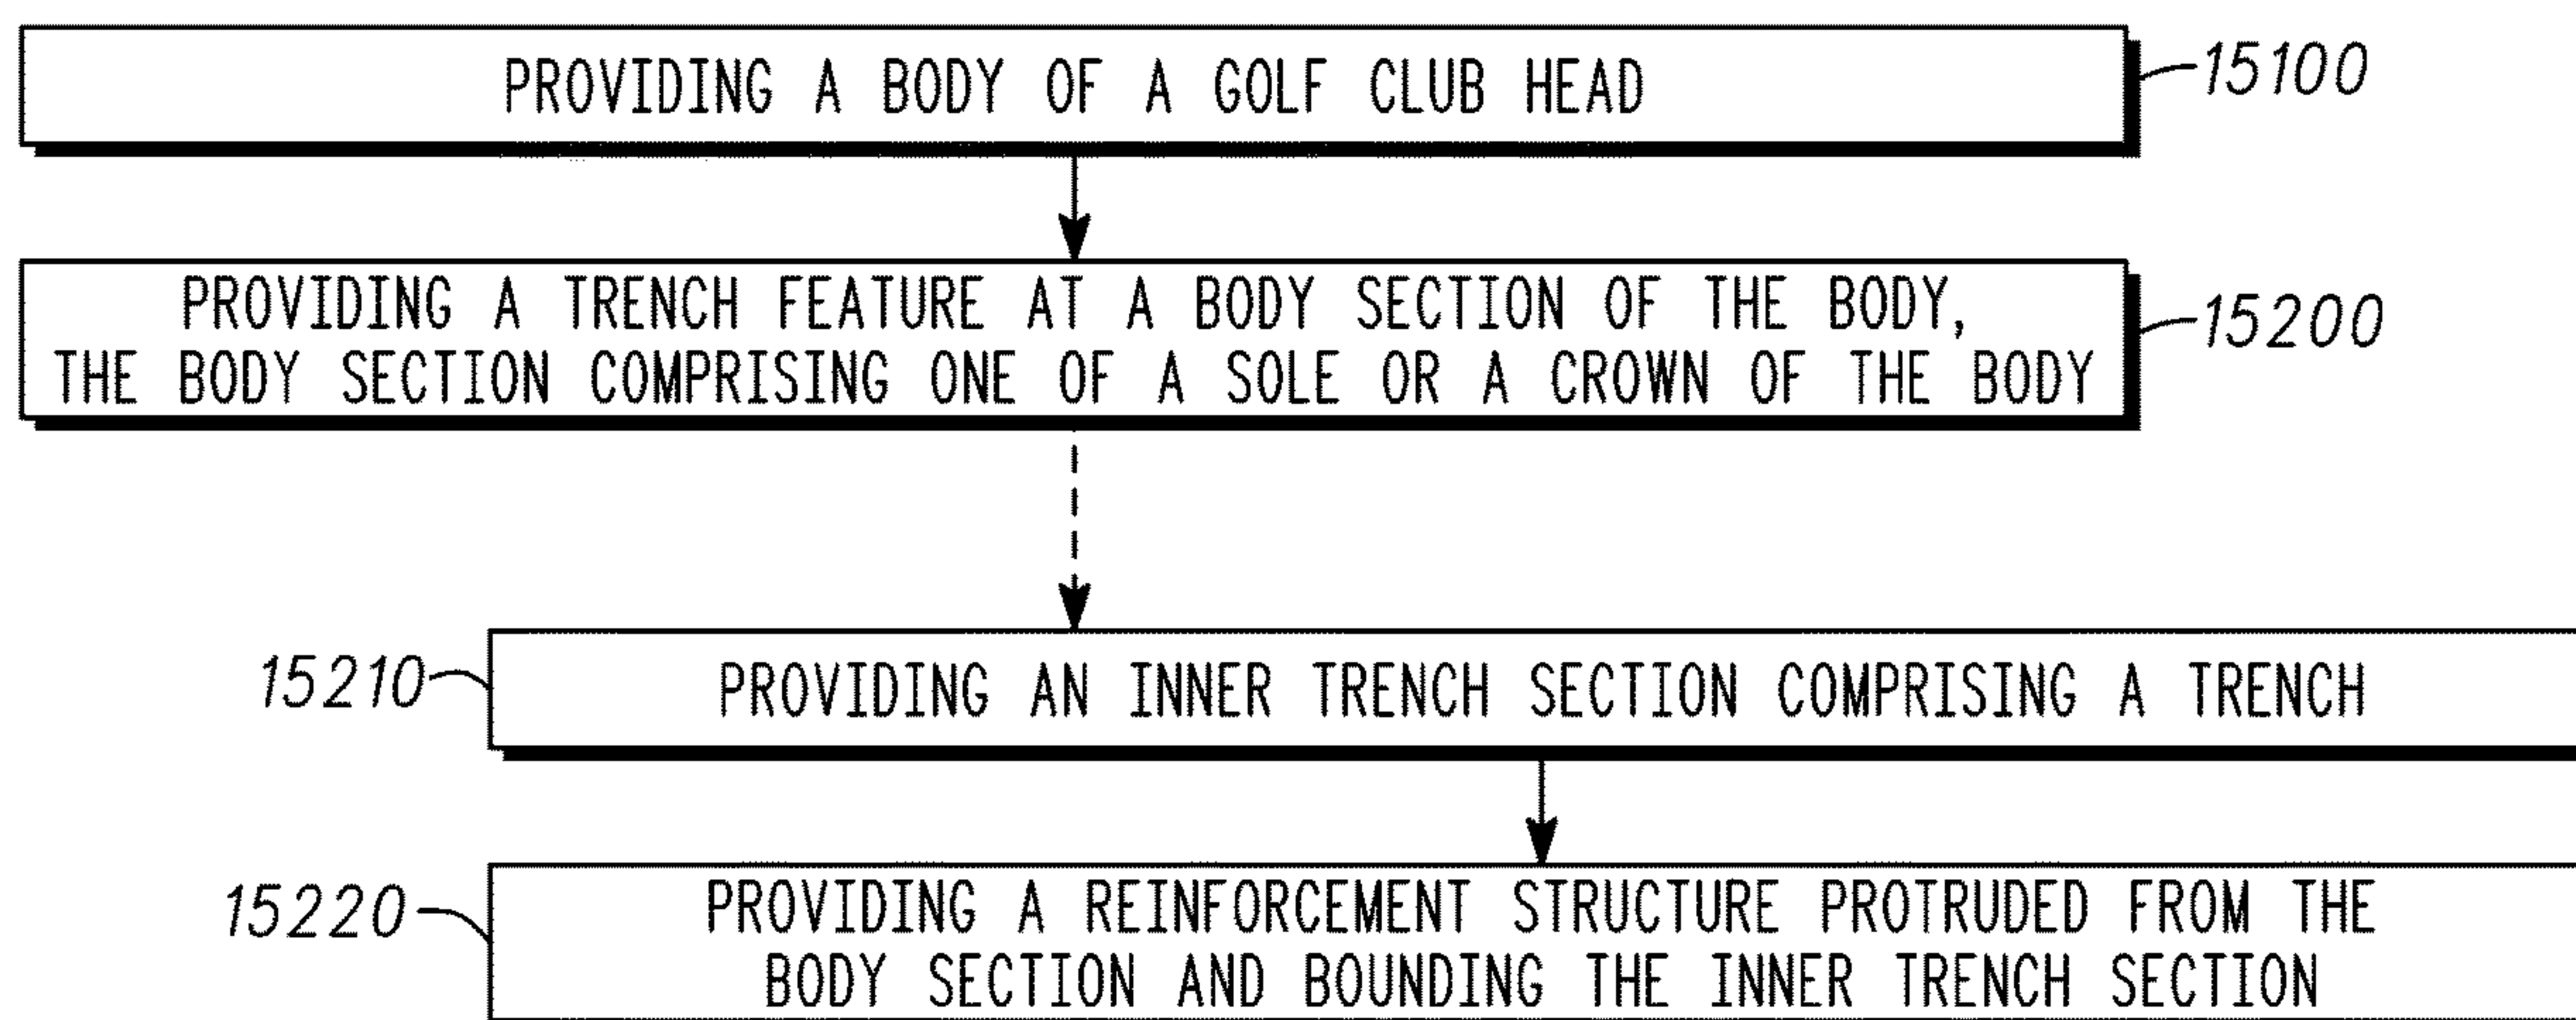 PROVIDING A BODY OF A GOLF CLUB HEAD
15100
PROVIDING A TRENCH FEATURE AT A BODY SECTION OF THE BODY,
THE BODY SECTION COMPRISING ONE OF A SOLE OR A CROWN OF THE BODY
15200
15210
PROVIDING AN INNER TRENCH SECTION COMPRISING A TRENCH
15220
PROVIDING A REINFORCEMENT STRUCTURE PROTRUDED FROM THE
BODY SECTION AND BOUNDING THE INNER TRENCH SECTION